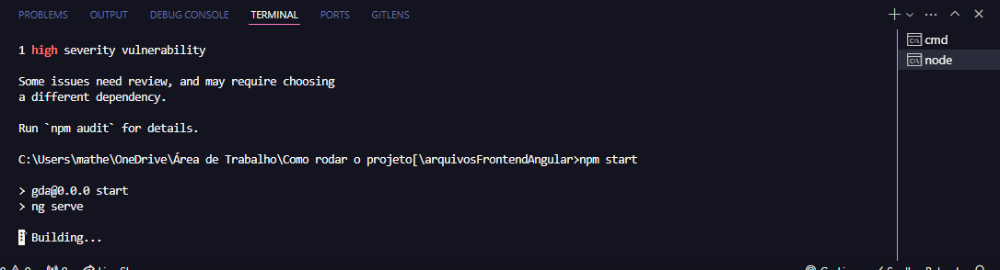 PROBLEMS OUTPUT DEBUG CONSOLE TERMINAL PORTS GITLENS
cmd
node
1 high severity vulnerability
Some issues need review, and may require choosing
a different dependency.
Run `npm audit` for details.
C:\Users\mathe\OneDrive\Área de Trabalho\Como rodar o projeto[\arquivosFrontendAngular>npm start
> gda@0.0.0 start
> ng serve
Building...